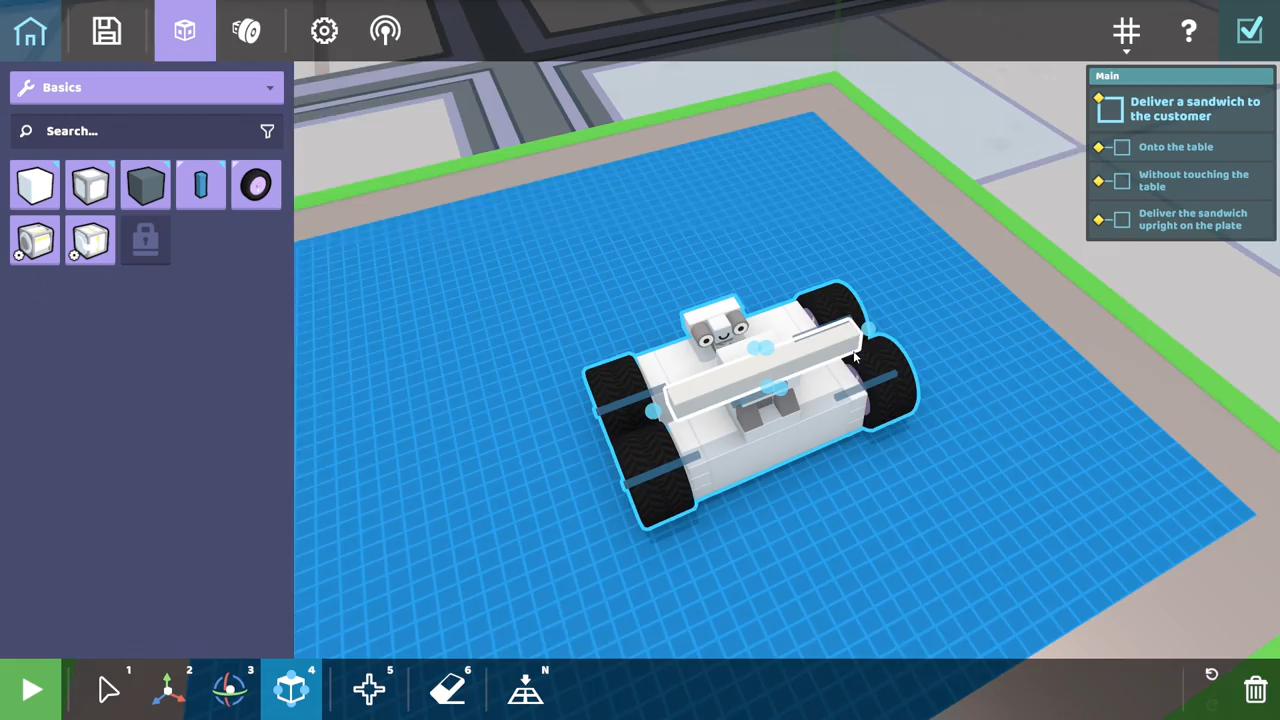 Main
Deliver a sandwich to
the customer
Basics
Onto the table
Search...
Without touching the
table
Deliver the sandwich
upright on the plate
1
2
3
4
5
6
N